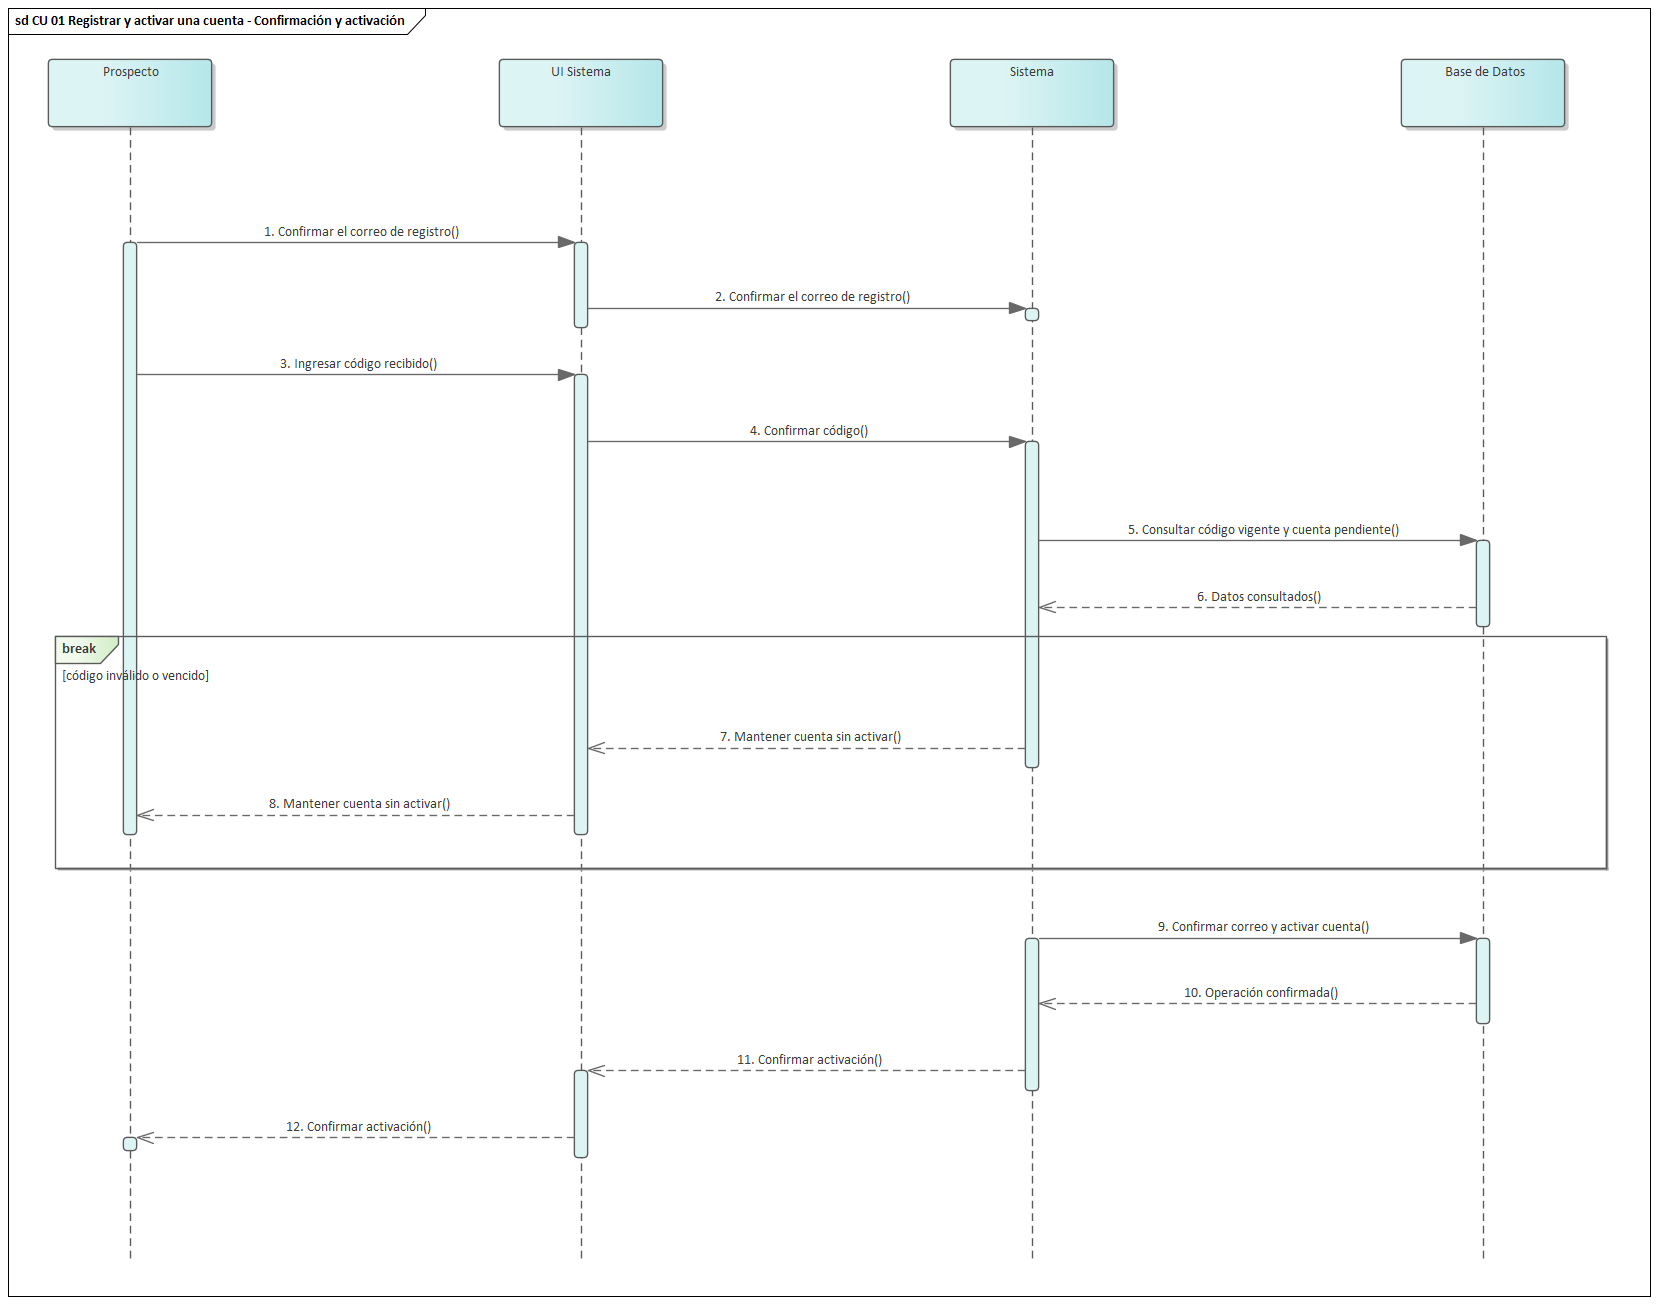 sd CU 01 Registrar y activar una cuenta - Confirmación y activación
Prospecto
UI Sistema
Sistema
Base de Datos
1. Confirmar el correo de registro()
2. Confirmar el correo de registro()
3. Ingresar código recibido()
4. Confirmar código()
5. Consultar código vigente y cuenta pendiente()
6. Datos consultados()
break
[código inválido o vencido]
7. Mantener cuenta sin activar()
8. Mantener cuenta sin activar()
9. Confirmar correo y activar cuenta()
10. Operación confirmada()
11. Confirmar activación()
12. Confirmar activación()